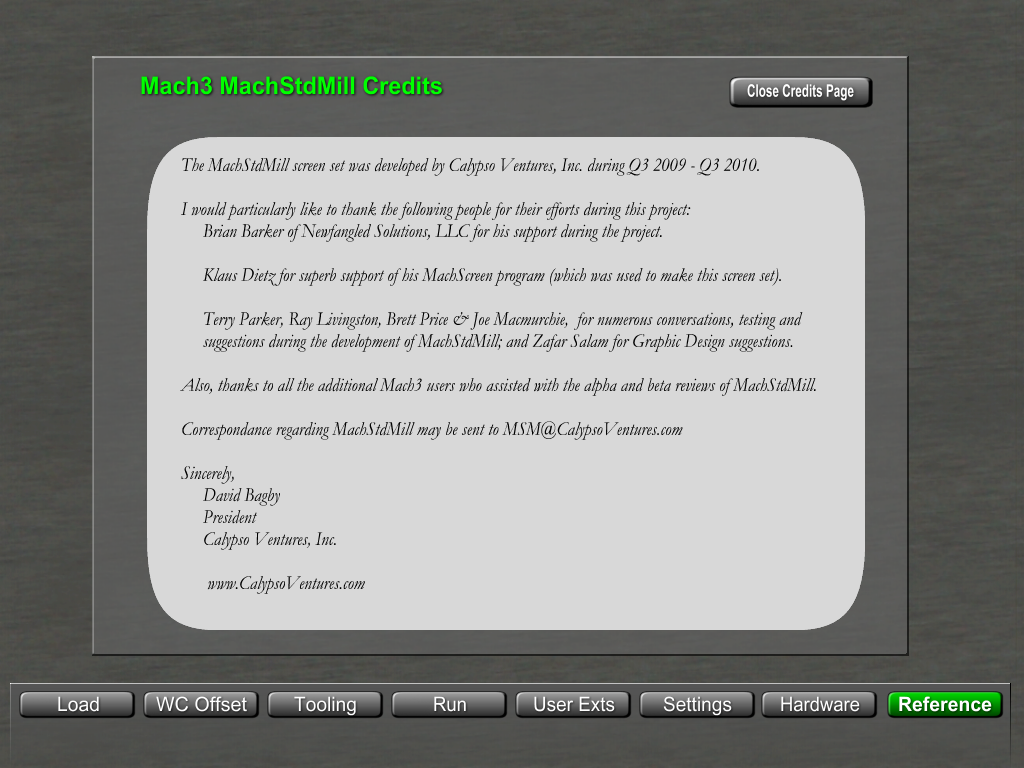 Mach3 MachStdMill Credits
Close Credits Page
The MachStdMill screen set was developed by Calypso Ventures, Inc. during Q3 2009 - Q3 2010.
I would particularly like to thank the following people for their efforts during this project:
Brian Barker of Newfangled Solutions, LLC for his support during the project.
Klaus Dietz for superb support of his MachScreen program (which was used to make this screen set).
Terry Parker, Ray Livingston, Brett Price & Joe Macmurchie, for numerous conversations, testing and
suggestions during the development of MachStdMill; and Zafar Salam for Graphic Design suggestions.
Also, thanks to all the additional Mach3 users who assisted with the alpha and beta reviews of MachStdMill.
Correspondance regarding MachStdMill may be sent to MSM@CalypsoVentures.com
Sincerely,
David Bagby
President
Calypso Ventures, Inc.
www.CalypsoVentures.com
Load WC Offset Tooling Run User Exts Settings Hardware Reference